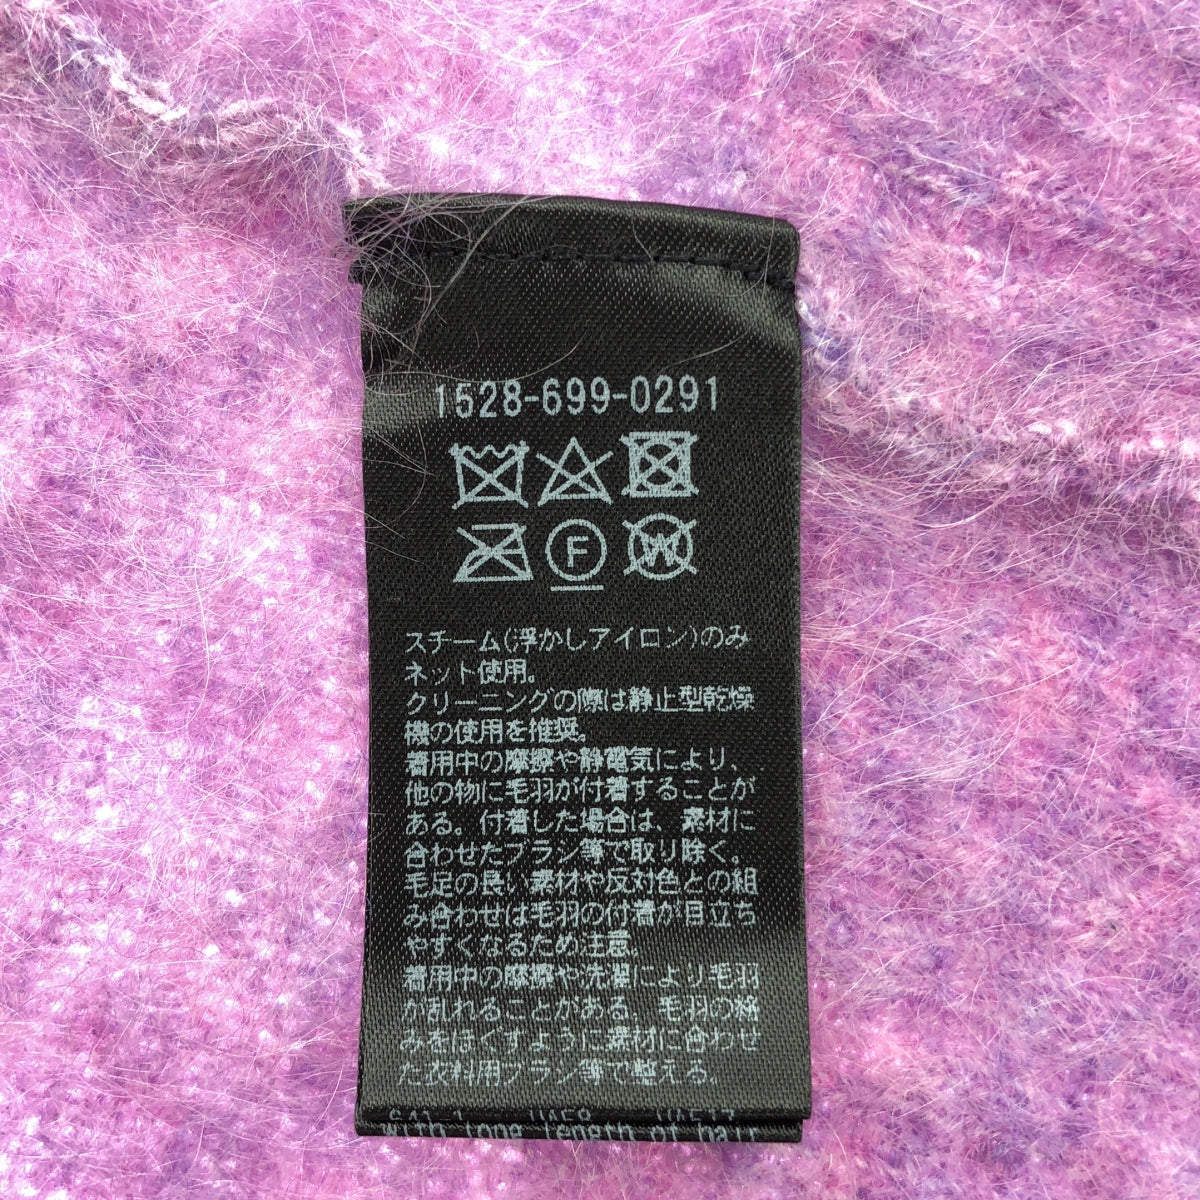 1528-699-0291
F
W
スチーム(浮かしアイロン)のみ
ネット使用。
クリーニングの際は静止型乾燥
機の使用を推奨。
着用中の摩擦や静電気により、
他の物に毛羽が付着することが
ある。付着した場合は、素材に
合わせたブラシ等で取り除く。
毛足の長い素材や反対色との組
み合わせは毛羽の付着が目立ち
やすくなるため注意。
着用中の摩擦や洗濯により毛羽
が乱れることがある。毛羽の絡
みをほぐすように素材に合わせ
た衣料用ブラシ等で整える。
with long length of hair